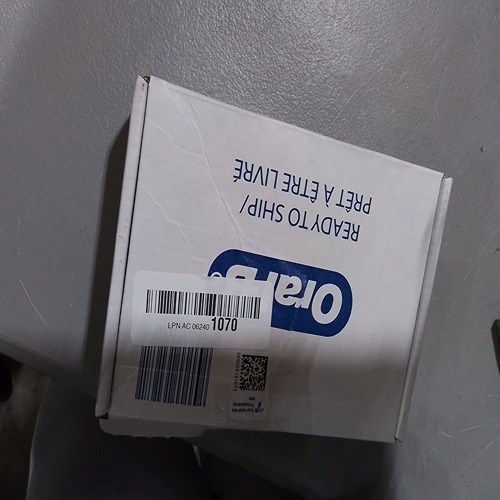 READY TO SHIP/
PRÊT À ÊTRE LIVRÉ
Oral-B
LPN AC 06240 1070